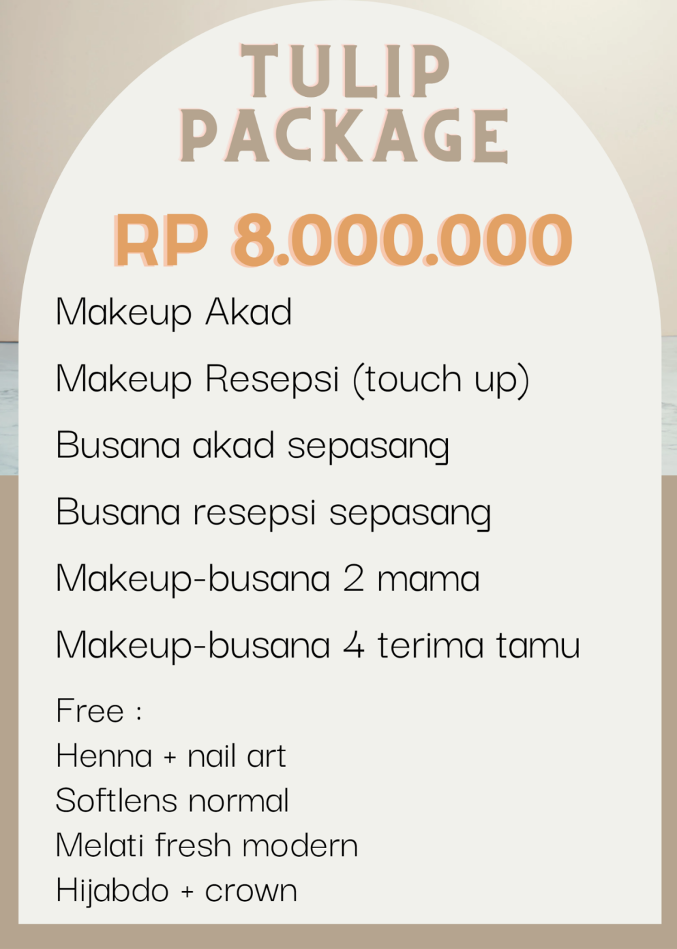 TULIP
PACKAGE
RP 8.000.000
Makeup Akad
Makeup Resepsi (touch up)
Busana akad sepasang
Busana resepsi sepasang
Makeup-busana 2 mama
Makeup-busana 4 terima tamu
Free :
Henna + nail art
Softlens normal
Melati fresh modern
Hijabdo + crown